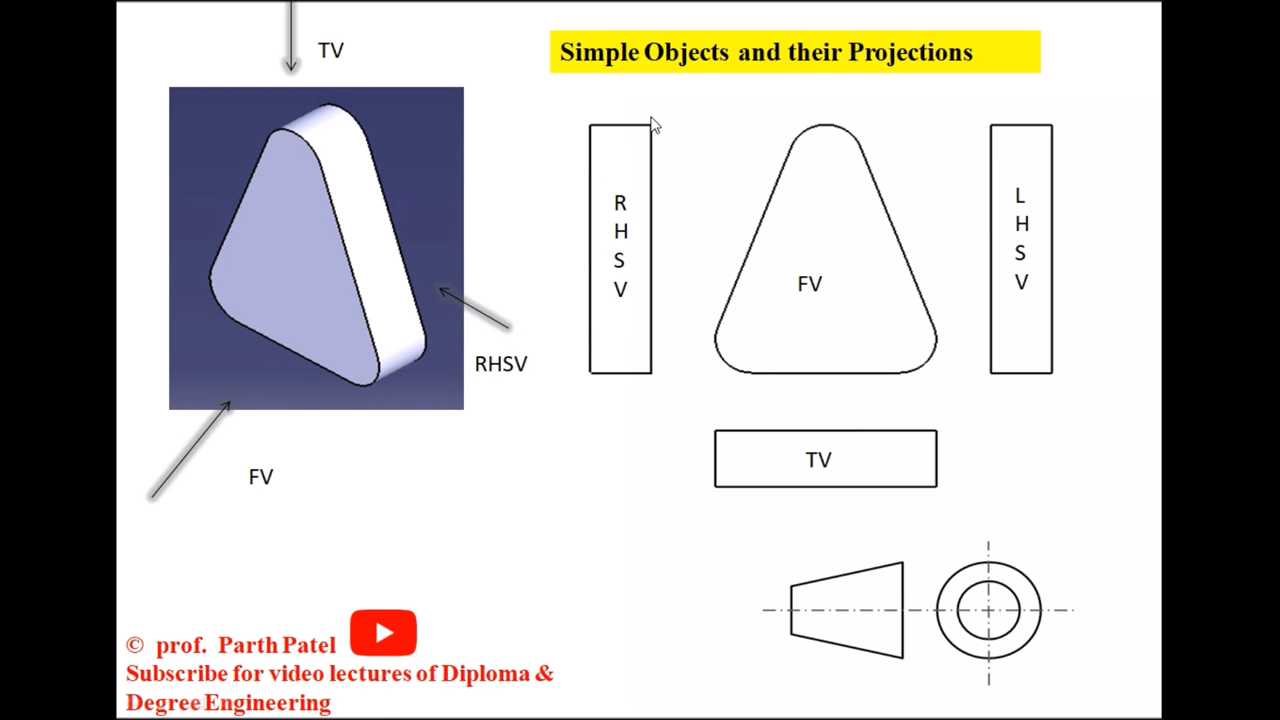 TV
Simple Objects and their Projections
R
H
S
V
FV
L
H
S
V
RHSV
TV
FV
© prof. Parth Patel
Subscribe for video lectures of Diploma &
Degree Engineering